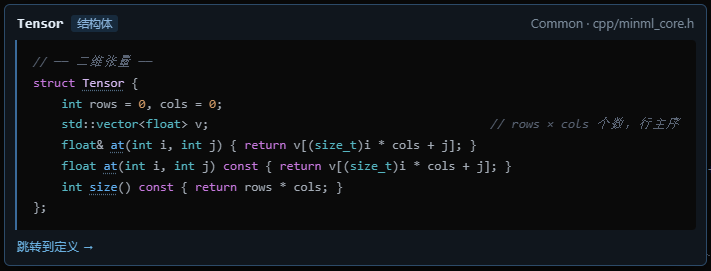 Tensor 结构体 Common · cpp/minml_core.h
// —— 二维张量 ——
struct Tensor {
    int rows = 0, cols = 0;
    std::vector<float> v; // rows × cols 个数，行主序
    float& at(int i, int j) { return v[(size_t)i * cols + j]; }
    float at(int i, int j) const { return v[(size_t)i * cols + j]; }
    int size() const { return rows * cols; }
};
跳转到定义 →